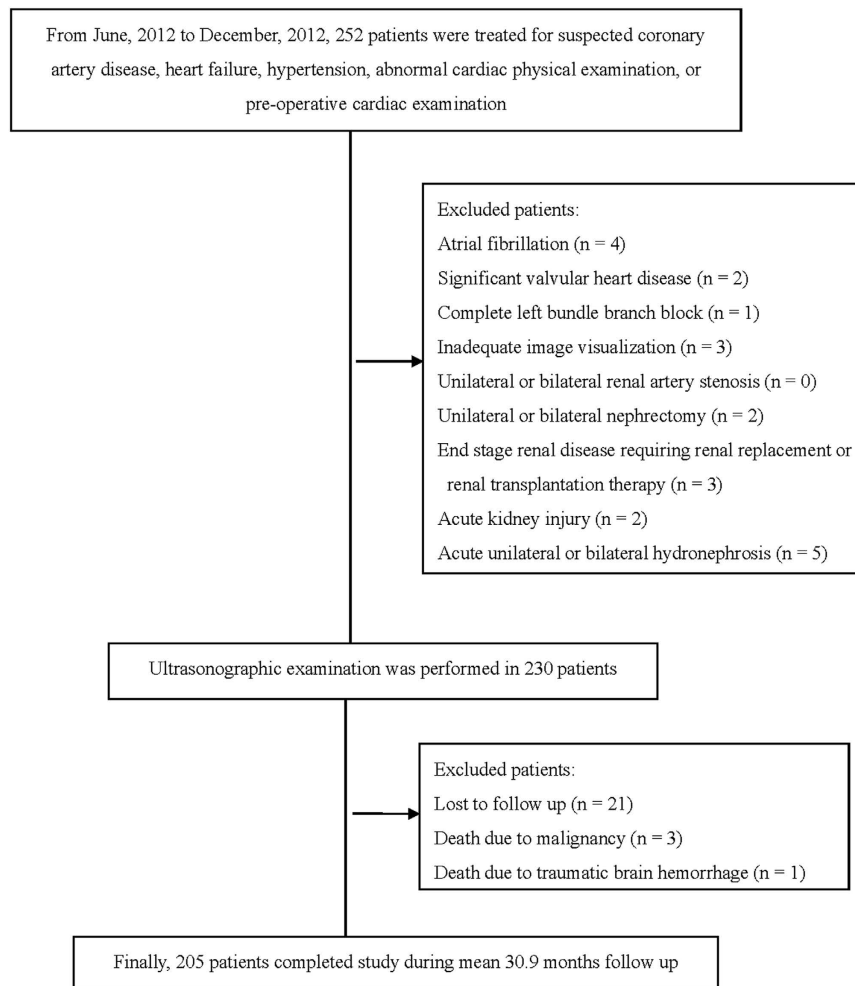 From June, 2012 to December, 2012, 252 patients were treated for suspected coronary
artery disease, heart failure, hypertension, abnormal cardiac physical examination, or
pre-operative cardiac examination
Excluded patients:
Atrial fibrillation (n = 4)
Significant valvular heart disease (n = 2)
Complete left bundle branch block (n = 1)
Inadequate image visualization (n = 3)
Unilateral or bilateral renal artery stenosis (n = 0)
Unilateral or bilateral nephrectomy (n = 2)
End stage renal disease requiring renal replacement or
renal transplantation therapy (n = 3)
Acute kidney injury (n = 2)
Acute unilateral or bilateral hydronephrosis (n = 5)
Ultrasonographic examination was performed in 230 patients
Excluded patients:
Lost to follow up (n = 21)
Death due to malignancy (n = 3)
Death due to traumatic brain hemorrhage (n = 1)
Finally, 205 patients completed study during mean 30.9 months follow up